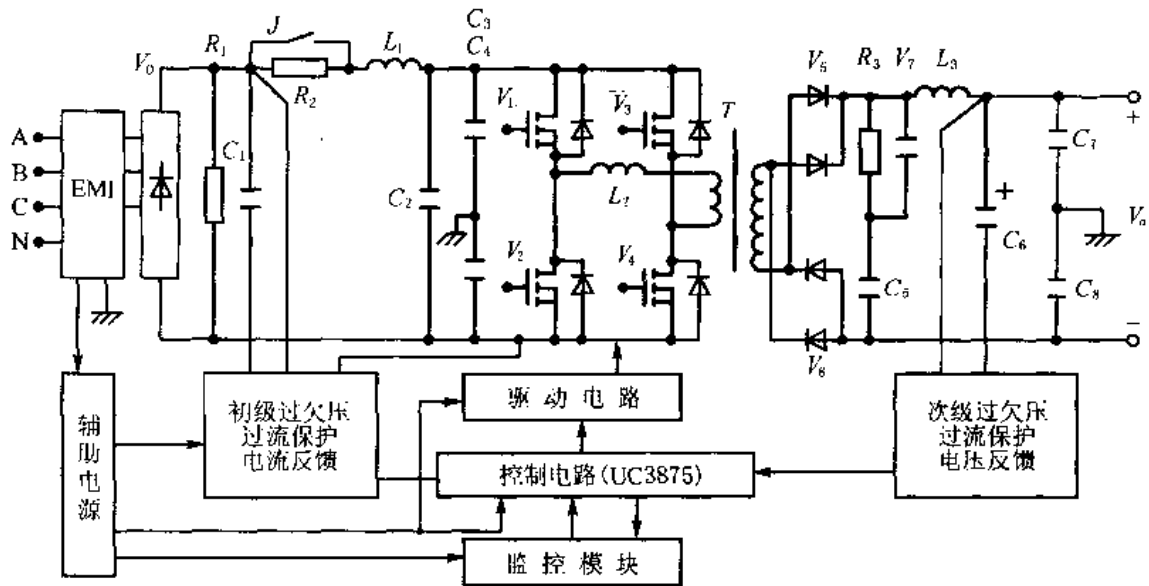 J
C3
C4
R1
L1
V0
R2
V5
R3
V7
L3
V1
V3
T
+
A
B
C
N
EMI
C1
C2
L2
C7
+
C6
Vo
V2
V4
C5
C8
V6
−
辅助电源
初级过欠压
过流保护
电流反馈
驱动电路
控制电路(UC3875)
监控模块
次级过欠压
过流保护
电压反馈